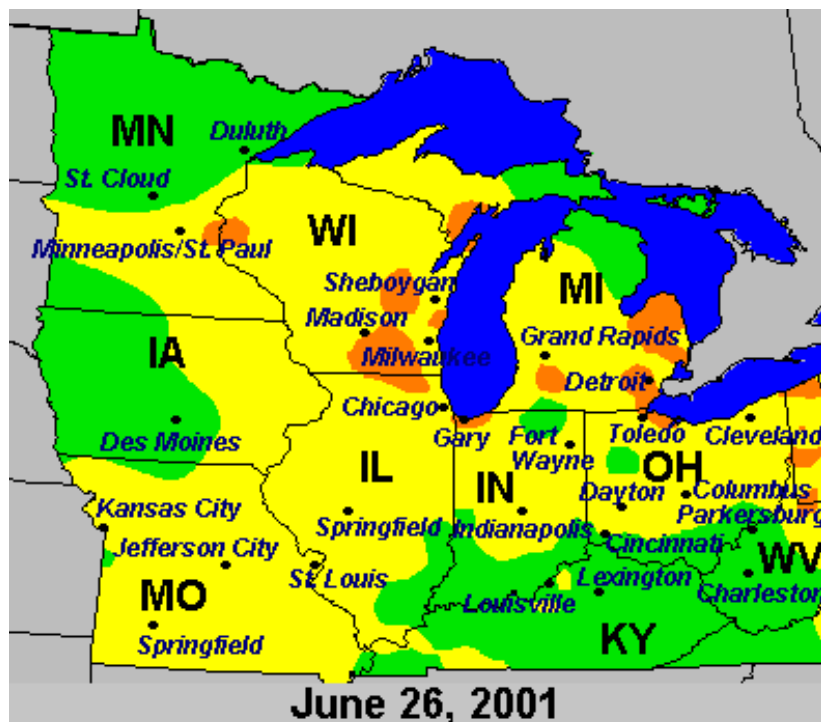 MN
Duluth
St. Cloud
Minneapolis/St. Paul
WI
Sheboygan
Madison
Milwaukee
MI
Grand Rapids
Detroit
IA
Des Moines
Chicago
Gary
Fort
Wayne
Toledo
Cleveland
IL
IN
OH
Dayton
Columbus
Kansas City
Springfield
Indianapolis
Parkersburg
Jefferson City
Cincinnati
WV
St. Louis
Louisville
Lexington
Charleston
MO
Springfield
KY
June 26, 2001